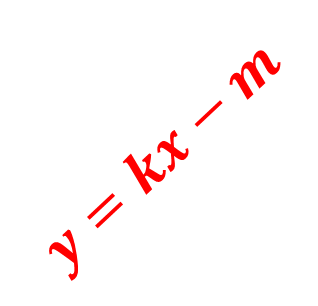 y = kx − m